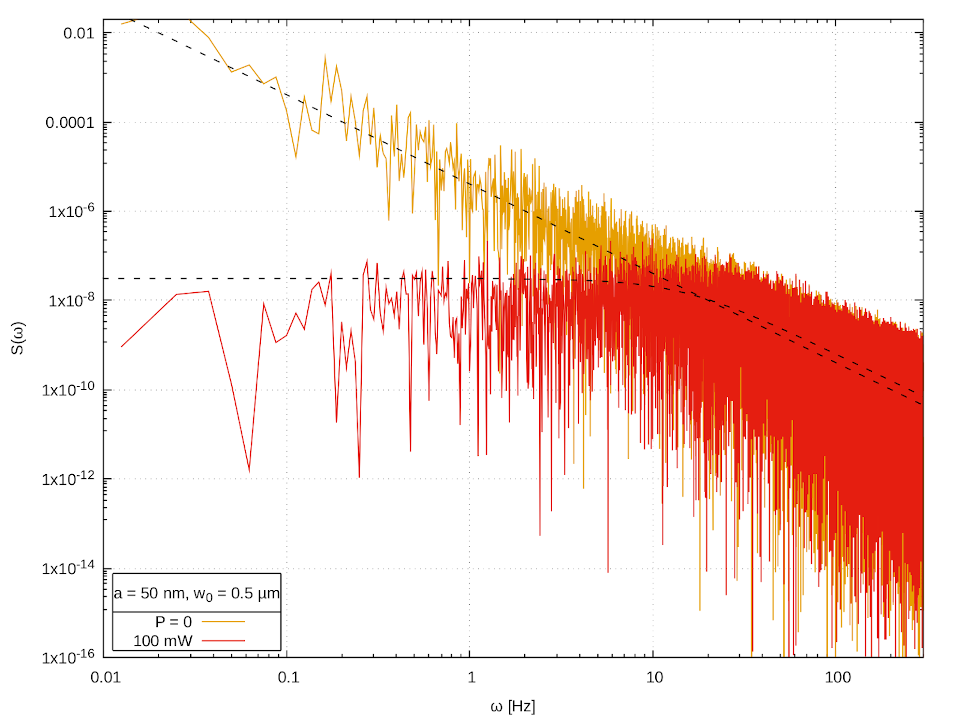 0.01
0.0001
1x10-6
1x10-8
1x10-10
1x10-12
1x10-14
1x10-16
S(ω)
a = 50 nm, w0 = 0.5 µm
P = 0
100 mW
0.01 0.1 1 10 100
ω [Hz]